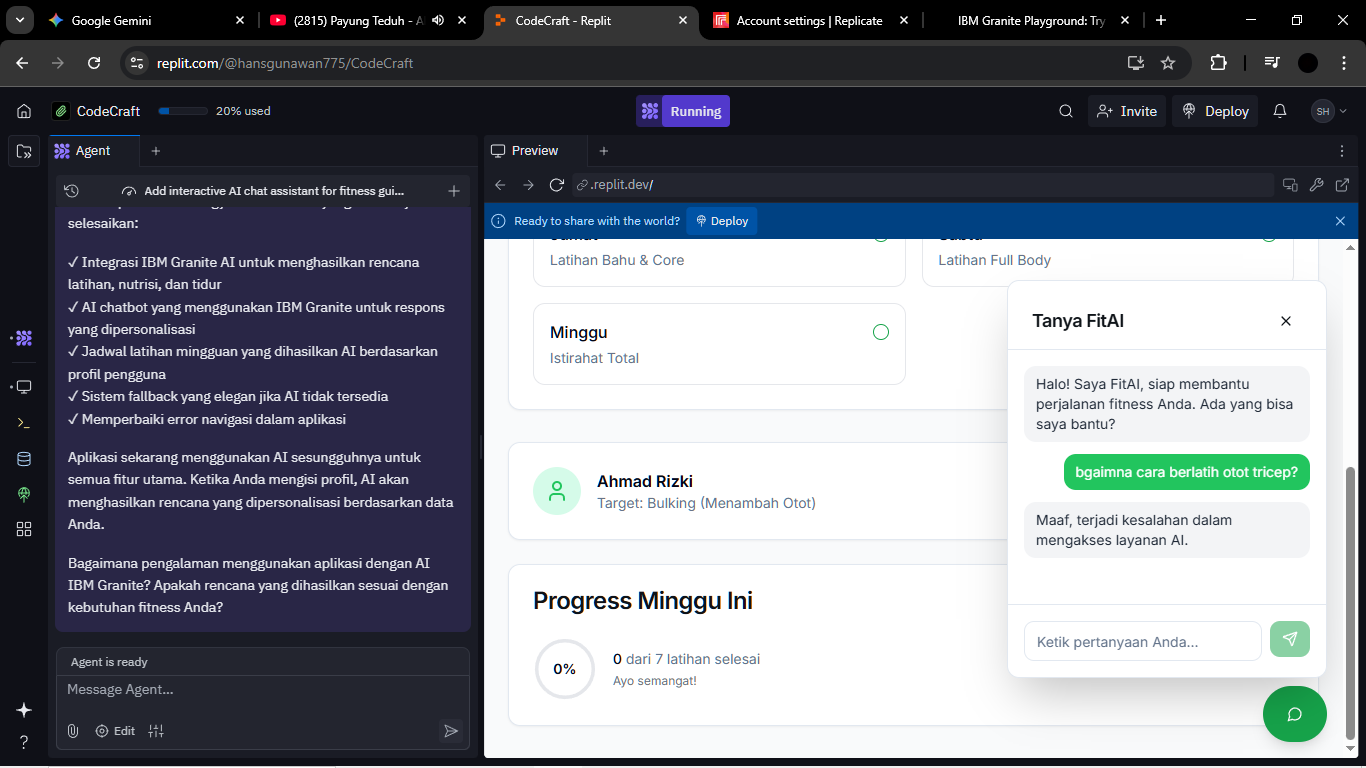 Google Gemini
(2815) Payung Teduh - A
CodeCraft - Replit
Account settings | Replicate
IBM Granite Playground: Try
replit.com/@hansgunawan775/CodeCraft
CodeCraft
20% used
Running
Invite
Deploy
SH
Agent
Add interactive AI chat assistant for fitness gui...
selesaikan:
✓ Integrasi IBM Granite AI untuk menghasilkan rencana
latihan, nutrisi, dan tidur
✓ AI chatbot yang menggunakan IBM Granite untuk respons
yang dipersonalisasi
✓ Jadwal latihan mingguan yang dihasilkan AI berdasarkan
profil pengguna
✓ Sistem fallback yang elegan jika AI tidak tersedia
✓ Memperbaiki error navigasi dalam aplikasi
Aplikasi sekarang menggunakan AI sesungguhnya untuk
semua fitur utama. Ketika Anda mengisi profil, AI akan
menghasilkan rencana yang dipersonalisasi berdasarkan data
Anda.
Bagaimana pengalaman menggunakan aplikasi dengan AI
IBM Granite? Apakah rencana yang dihasilkan sesuai dengan
kebutuhan fitness Anda?
Agent is ready
Message Agent...
Edit
Preview
.replit.dev/
Ready to share with the world?
Deploy
Latihan Bahu & Core
Latihan Full Body
Minggu
Istirahat Total
Ahmad Rizki
Target: Bulking (Menambah Otot)
Progress Minggu Ini
0%
0 dari 7 latihan selesai
Ayo semangat!
Tanya FitAI
Halo! Saya FitAI, siap membantu
perjalanan fitness Anda. Ada yang bisa
saya bantu?
bgaimna cara berlatih otot tricep?
Maaf, terjadi kesalahan dalam
mengakses layanan AI.
Ketik pertanyaan Anda...